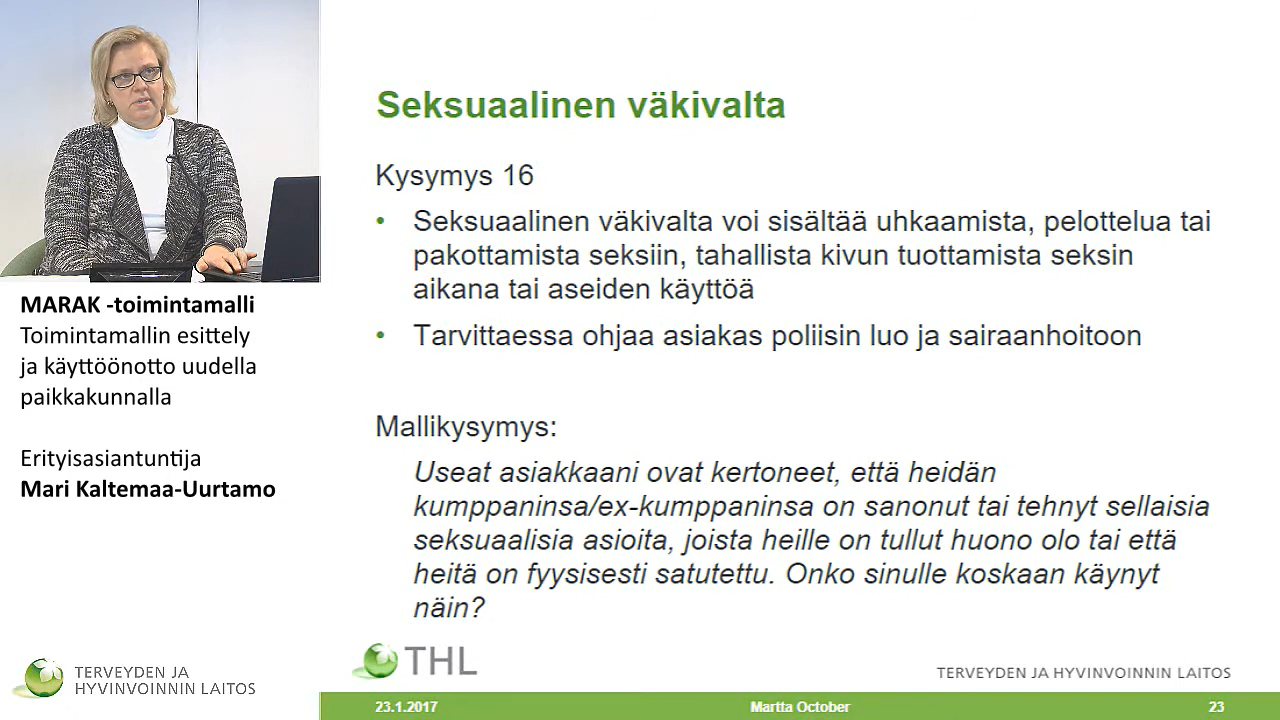 MARAK -toimintamalli
Toimintamallin esittely
ja käyttöönotto uudella
paikkakunnalla
Erityisasiantuntija
Mari Kaltemaa-Uurtamo
TERVEYDEN JA
HYVINVOINNIN LAITOS
Seksuaalinen väkivalta
Kysymys 16
• Seksuaalinen väkivalta voi sisältää uhkaamista, pelottelua tai
pakottamista seksiin, tahallista kivun tuottamista seksin
aikana tai aseiden käyttöä
• Tarvittaessa ohjaa asiakas poliisin luo ja sairaanhoitoon
Mallikysymys:
Useat asiakkaani ovat kertoneet, että heidän
kumppaninsa/ex-kumppaninsa on sanonut tai tehnyt sellaisia
seksuaalisia asioita, joista heille on tullut huono olo tai että
heitä on fyysisesti satutettu. Onko sinulle koskaan käynyt
näin?
THL
TERVEYDEN JA HYVINVOINNIN LAITOS
23.1.2017
Martta October
23